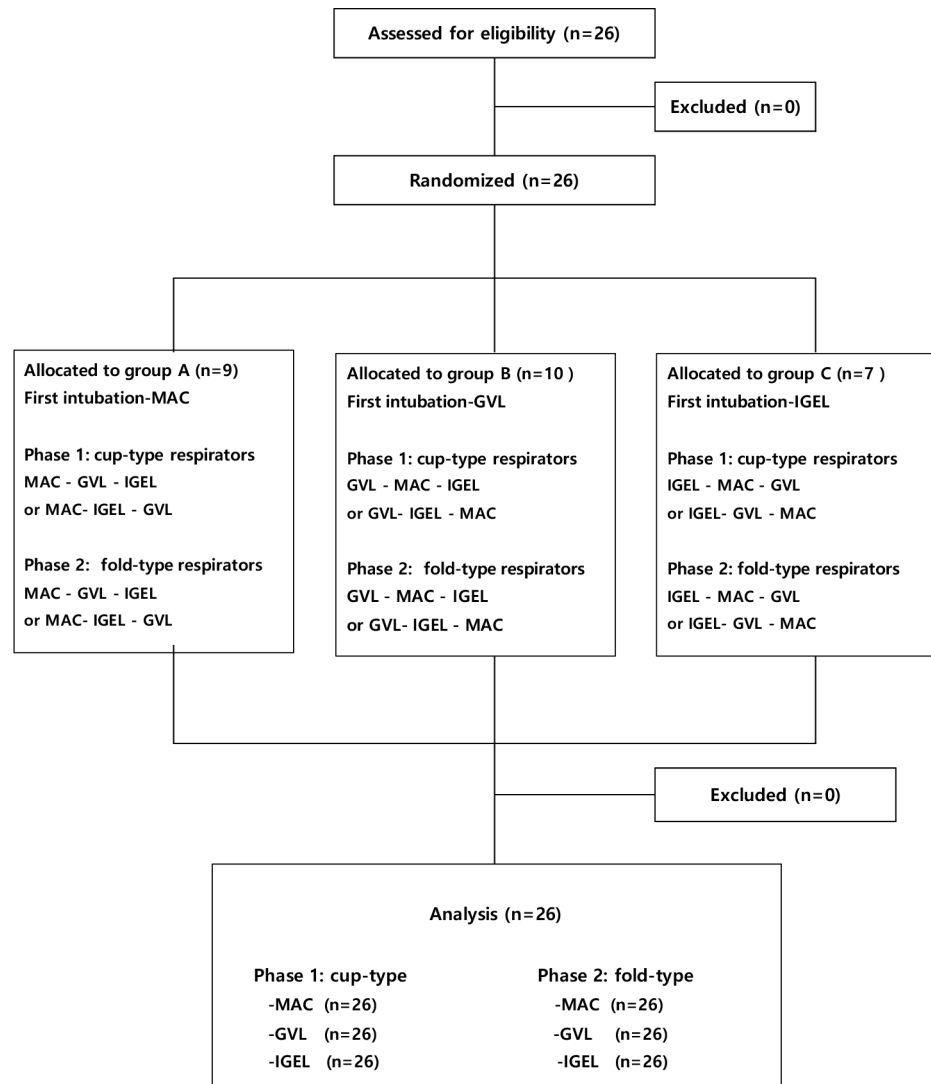 Assessed for eligibility (n=26)
Excluded (n=0)
Randomized (n=26)
Allocated to group A (n=9)
First intubation-MAC
Phase 1: cup-type respirators
MAC - GVL - IGEL
or MAC- IGEL - GVL
Phase 2: fold-type respirators
MAC - GVL - IGEL
or MAC- IGEL - GVL
Allocated to group B (n=10 )
First intubation-GVL
Phase 1: cup-type respirators
GVL - MAC - IGEL
or GVL- IGEL - MAC
Phase 2: fold-type respirators
GVL - MAC - IGEL
or GVL- IGEL - MAC
Allocated to group C (n=7 )
First intubation-IGEL
Phase 1: cup-type respirators
IGEL - MAC - GVL
or IGEL- GVL - MAC
Phase 2: fold-type respirators
IGEL - MAC - GVL
or IGEL- GVL - MAC
Excluded (n=0)
Analysis (n=26)
Phase 1: cup-type
-MAC (n=26)
-GVL (n=26)
-IGEL (n=26)
Phase 2: fold-type
-MAC (n=26)
-GVL (n=26)
-IGEL (n=26)